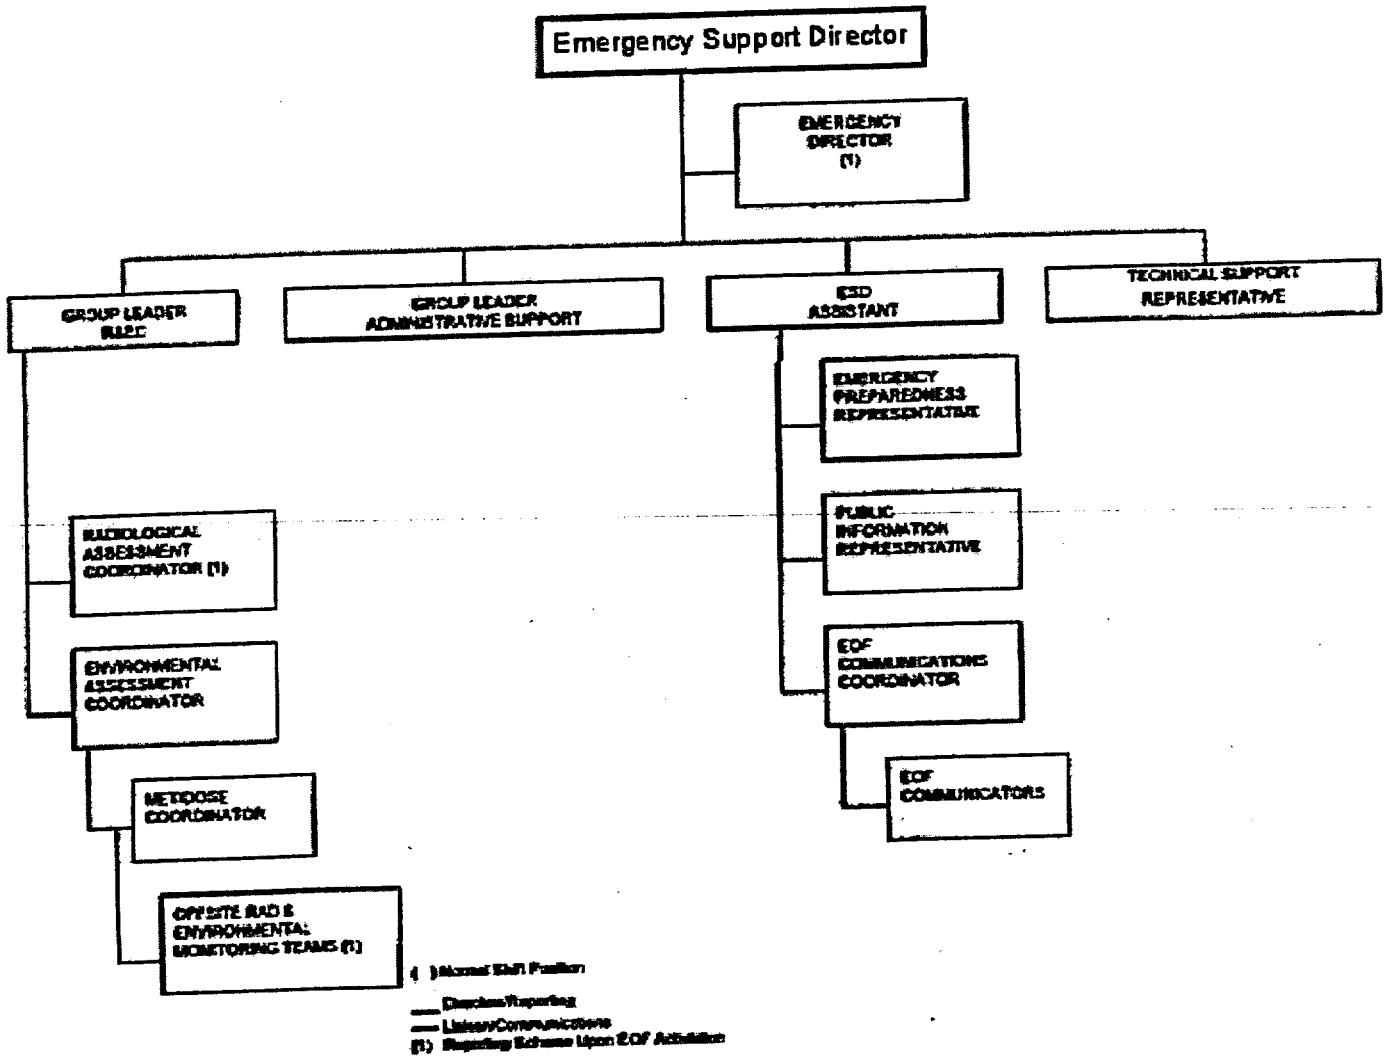 Emergency Support Director
EMERGENCY
DIRECTOR
(1)
GROUP LEADER
GROUP LEADER
ADMINISTRATIVE SUPPORT
ESD
ASSISTANT
TECHNICAL SUPPORT
REPRESENTATIVE
EMERGENCY
PREPAREDNESS
REPRESENTATIVE
PUBLIC
INFORMATION
REPRESENTATIVE
EOF
COMMUNICATIONS
COORDINATOR
EOF
COMMUNICATORS
RADIOLOGICAL
ASSESSMENT
COORDINATOR (1)
ENVIRONMENTAL
ASSESSMENT
COORDINATOR
MET/DOSE
COORDINATOR
OFFSITE RAD &
ENVIRONMENTAL
MONITORING TEAMS (1)
( ) Normal Shift Position
Direction/Reporting
Liaison/Communications
(1) Reporting Scheme Upon EOF Activation